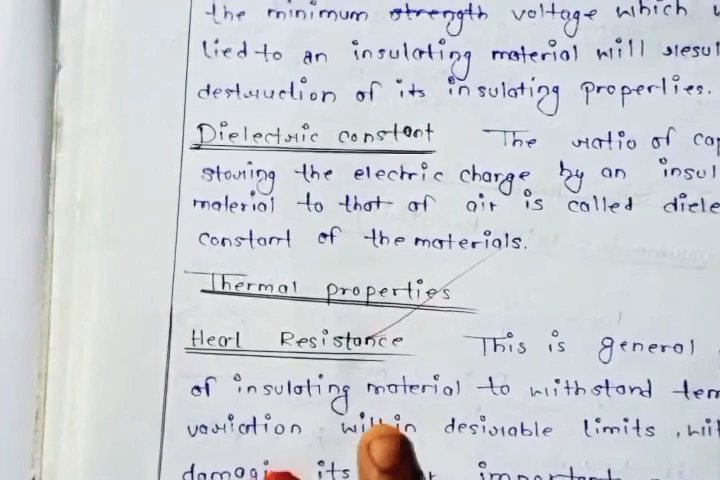 the minimum strength voltage which
lied to an insulating material will resul
destruction of its insulating properties.
Dielectric constant The ratio of cap
storing the electric charge by an insul
material to that of air is called diele
constant of the materials.
Thermal properties
Heat Resistance This is general
of insulating material to withstand tem
variation within desirable limits, wit
damagi its important